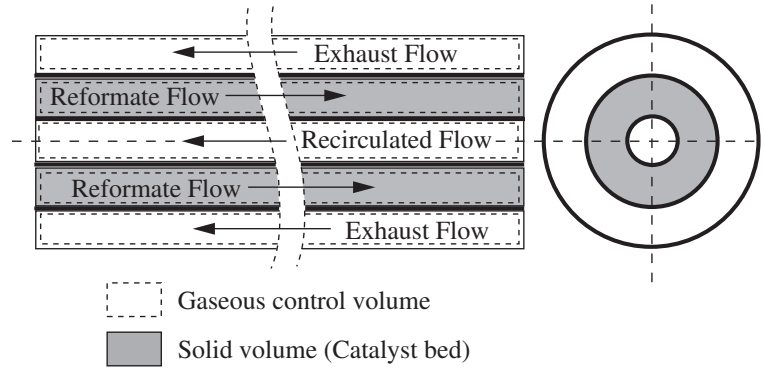 Exhaust Flow
Reformate Flow
Recirculated Flow
Reformate Flow
Exhaust Flow
Gaseous control volume
Solid volume (Catalyst bed)